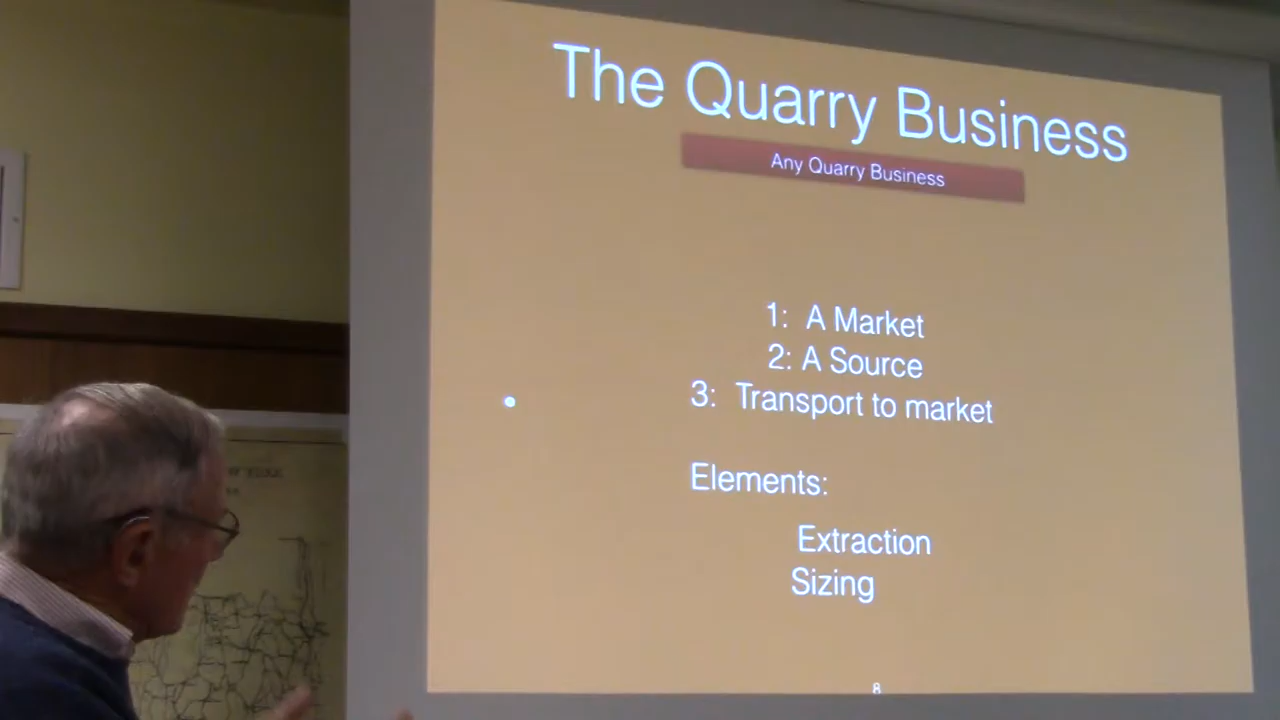 The Quarry Business
Any Quarry Business
1: A Market
2: A Source
3: Transport to market
Elements:
Extraction
Sizing
8